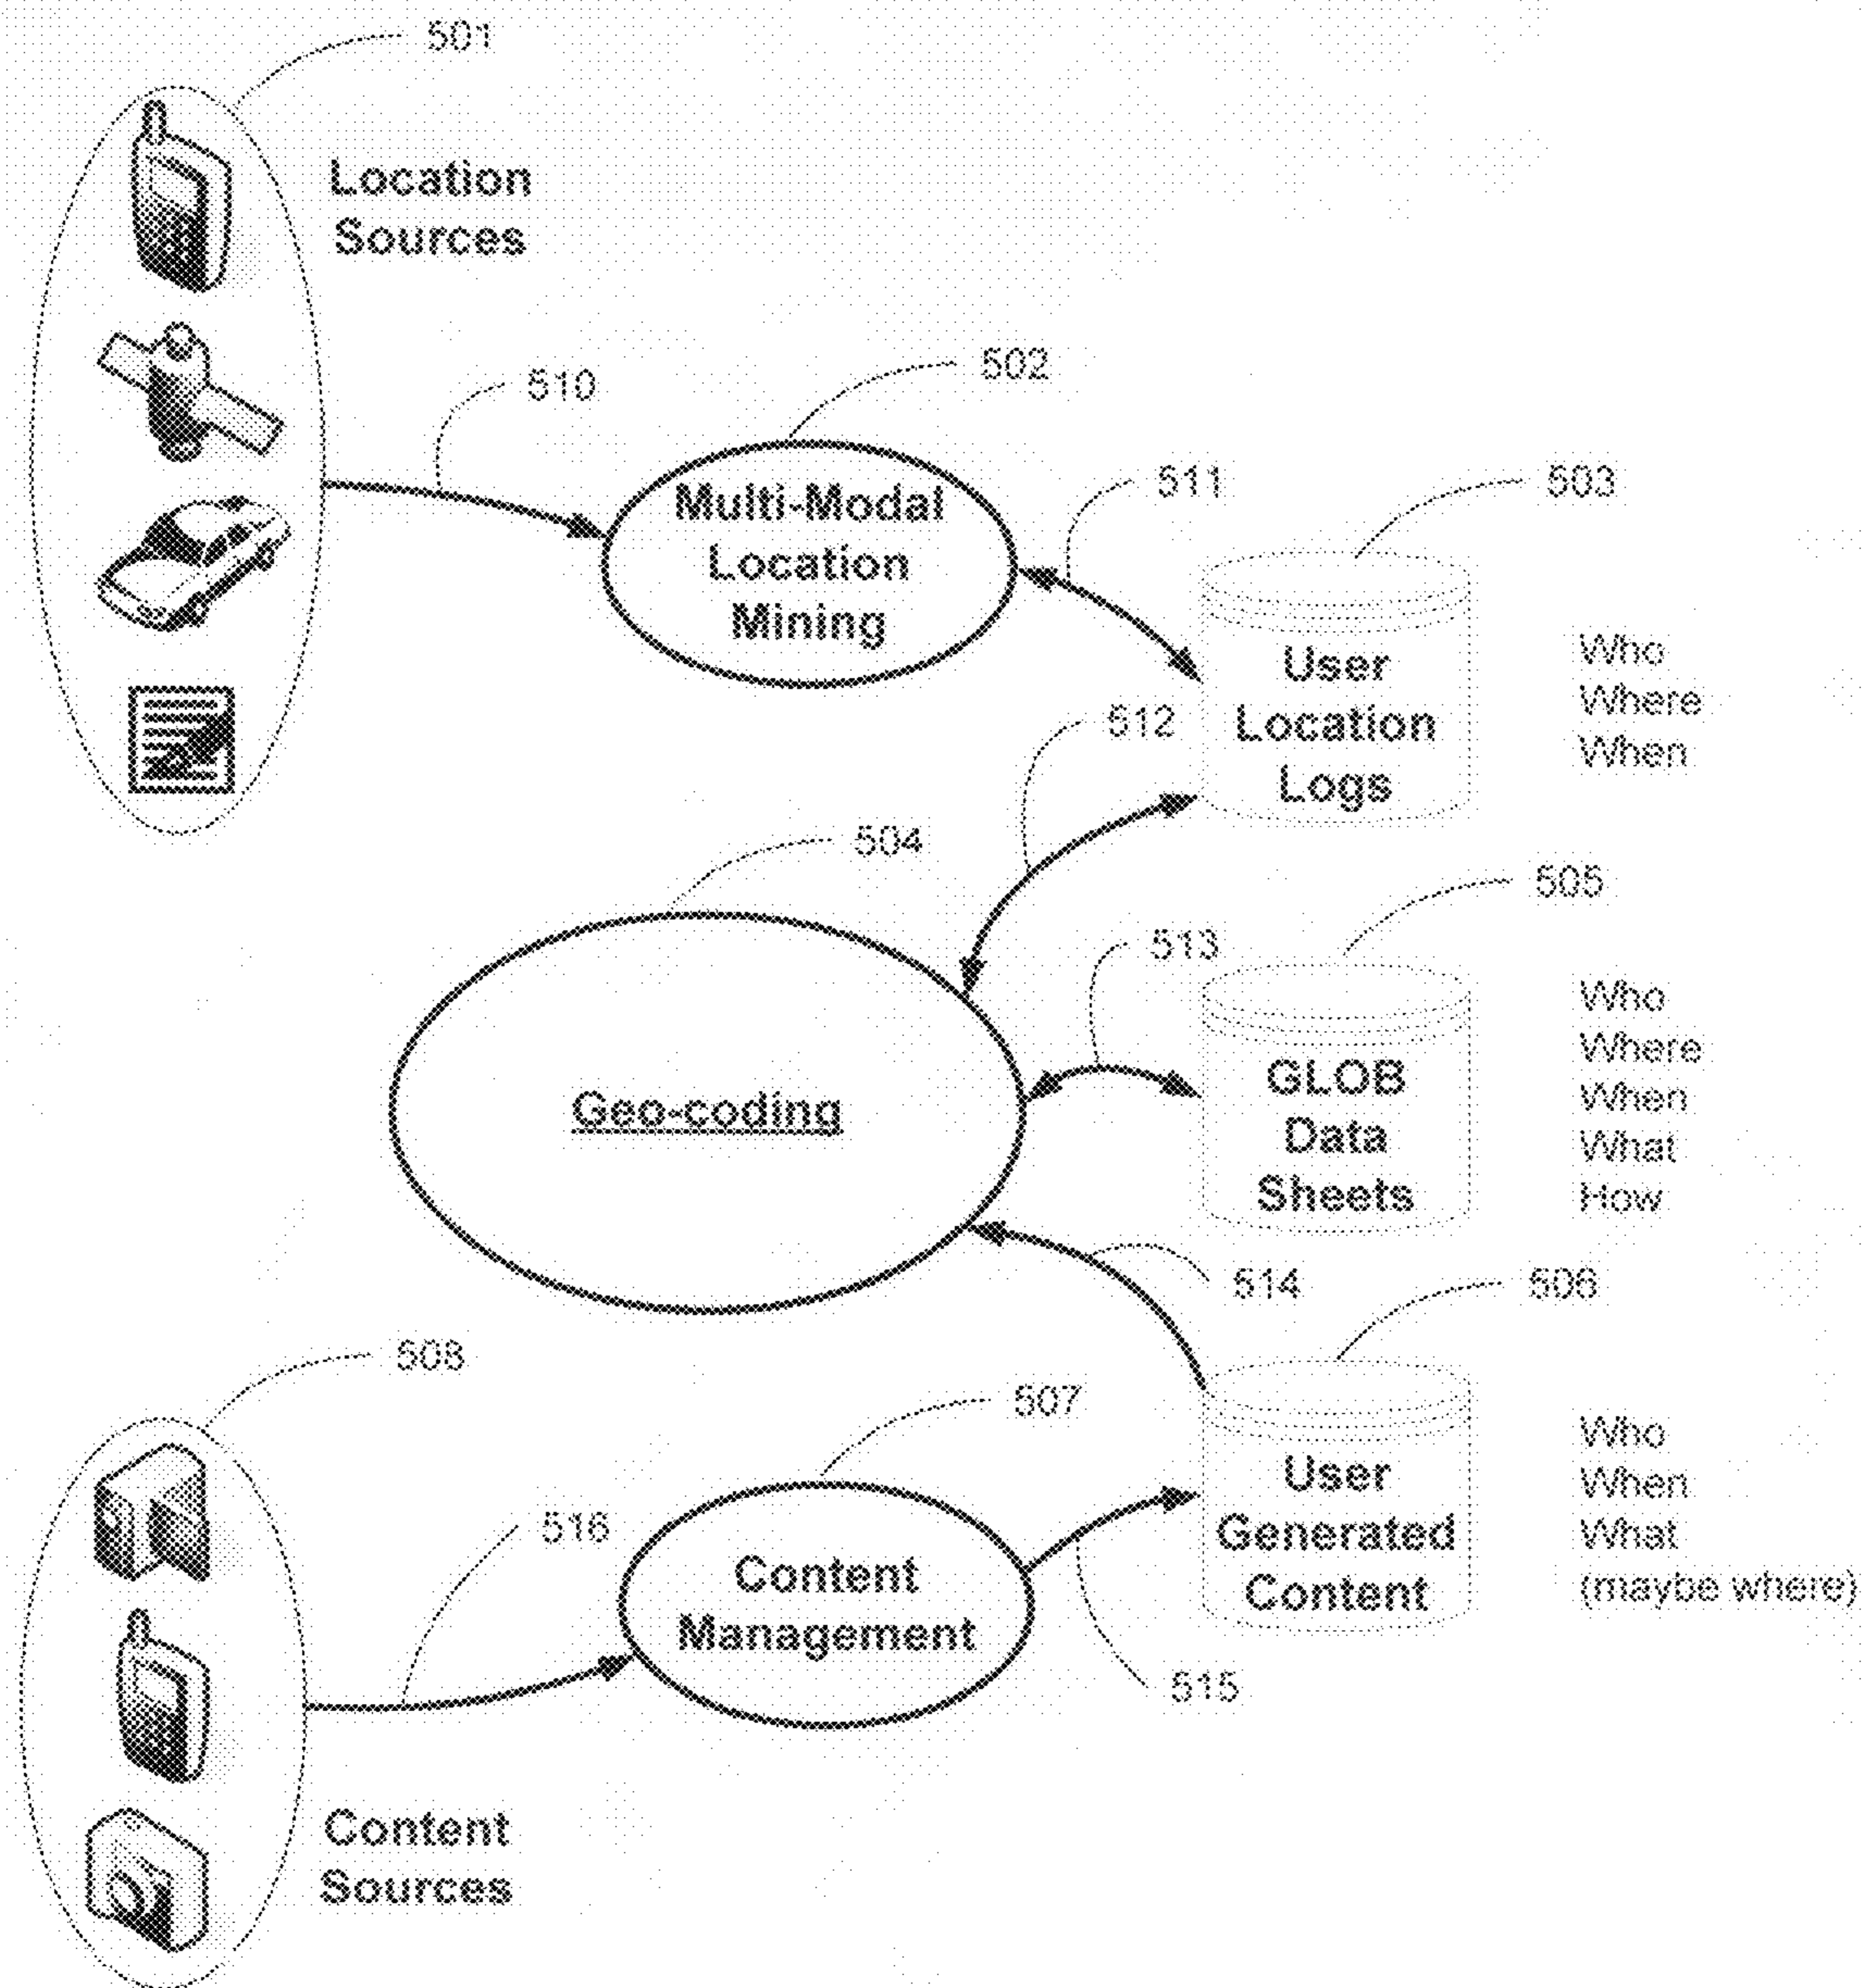 501
Location
Sources
502
510
Multi-Modal
Location
Mining
511
503
User
Location
Logs
Who
Where
When
512
504
505
513
Geo-coding
GLOB
Data
Sheets
Who
Where
When
What
How
514
506
508
507
User
Generated
Content
Who
When
What
(maybe where)
516
Content
Management
515
Content
Sources